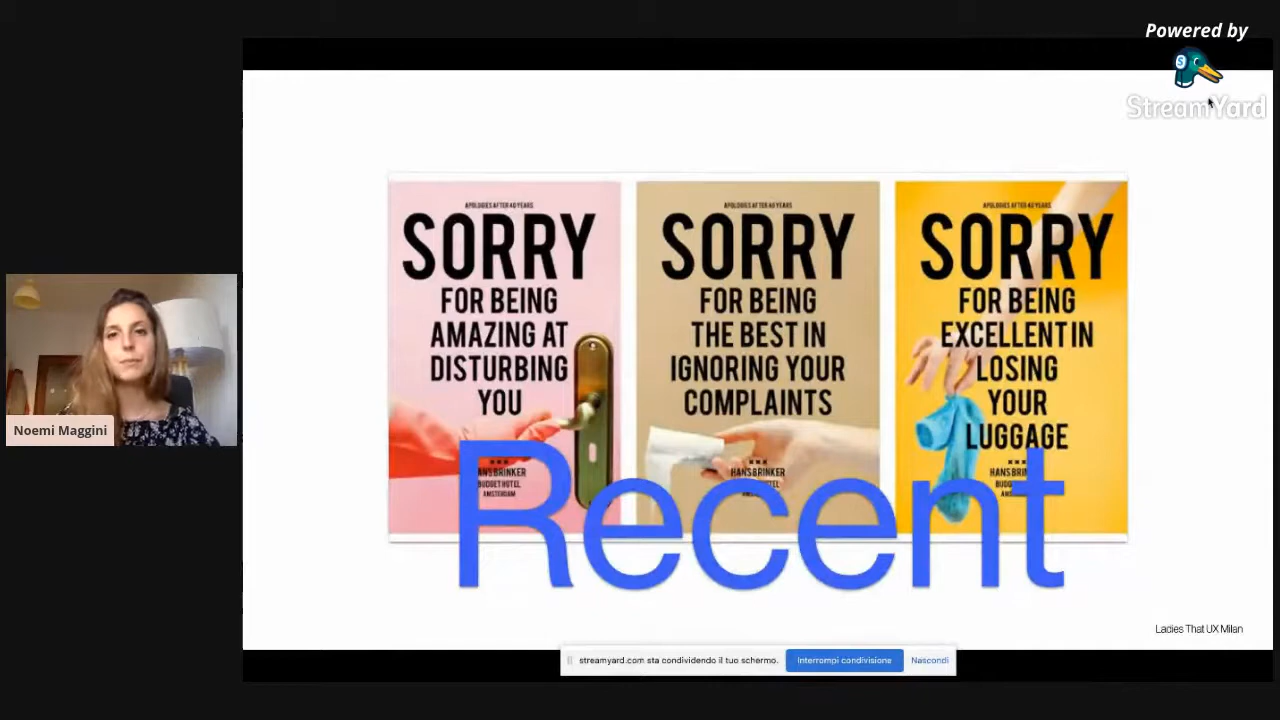 Powered by
StreamYard
APOLOGIES AFTER 40 YEARS
SORRY
FOR BEING
AMAZING AT
DISTURBING
YOU
HANS BRINKER
BUDGET HOTEL
AMSTERDAM
APOLOGIES AFTER 40 YEARS
SORRY
FOR BEING
THE BEST IN
IGNORING YOUR
COMPLAINTS
HANS BRINKER
BUDGET HOTEL
AMSTERDAM
APOLOGIES AFTER 40 YEARS
SORRY
FOR BEING
EXCELLENT IN
LOSING
YOUR
LUGGAGE
Recent
Noemi Maggini
Ladies That UX Milan
streamyard.com sta condividendo il tuo schermo.
Interrompi condivisione
Nascondi